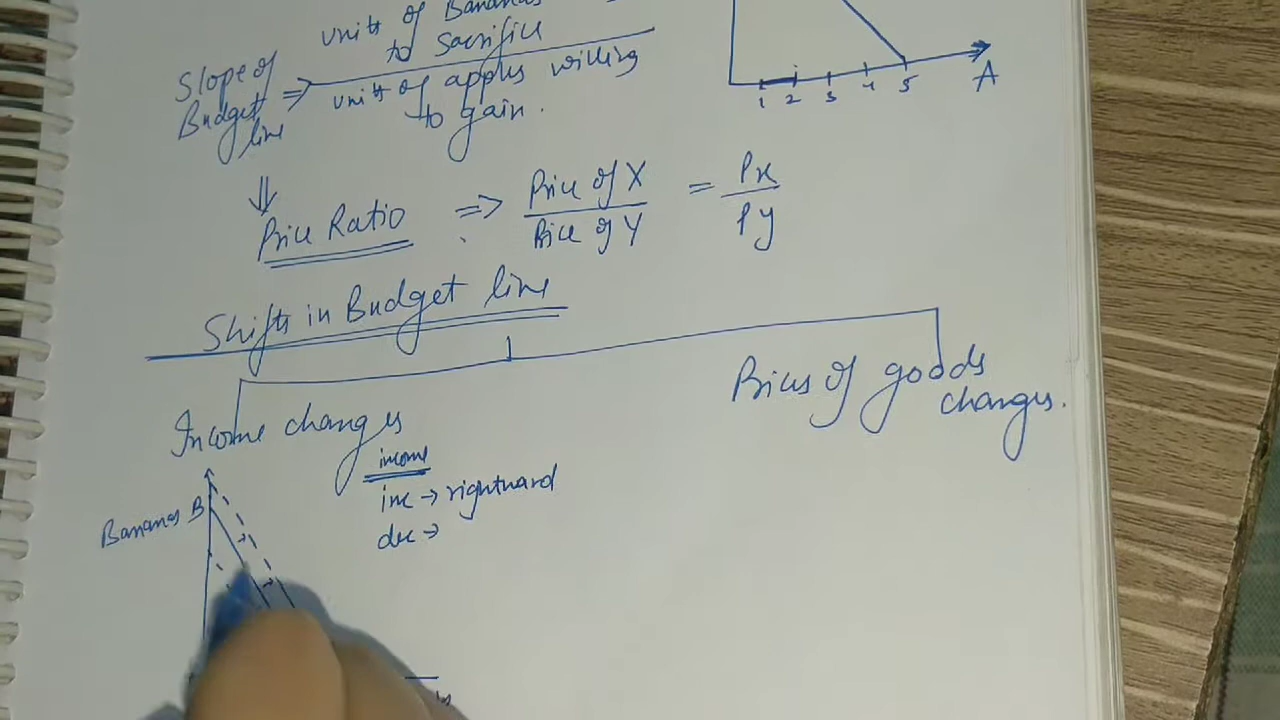 units of Bananas
to Sacrifice
Slope of
Budget
line
=>
units of apples willing
to gain.
1 2 3 4 5
A
⇓
Price Ratio => Price of X / Price of Y = Px / Py
Shifts in Budget line
Income changes
Prices of goods
changes.
income
inc → rightward
dec →
Bananas B